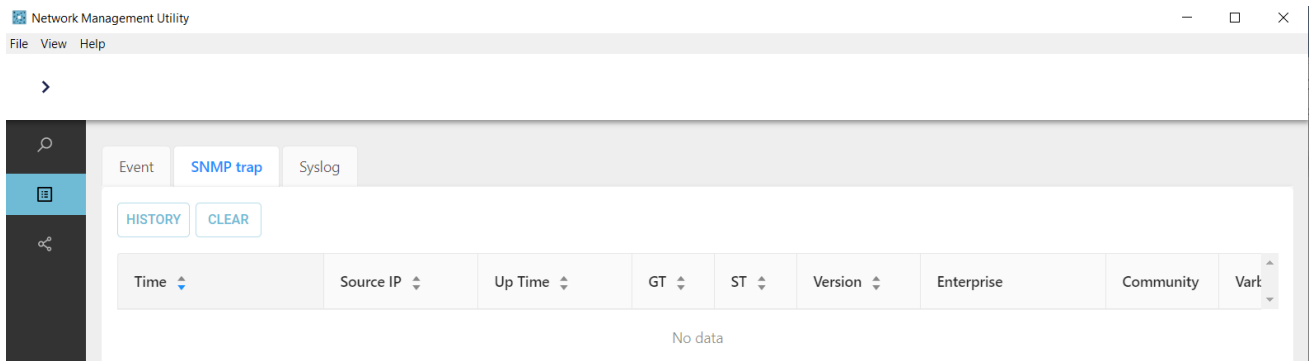 Network Management Utility
File View Help
Event SNMP trap Syslog
HISTORY CLEAR
Time Source IP Up Time GT ST Version Enterprise Community
No data